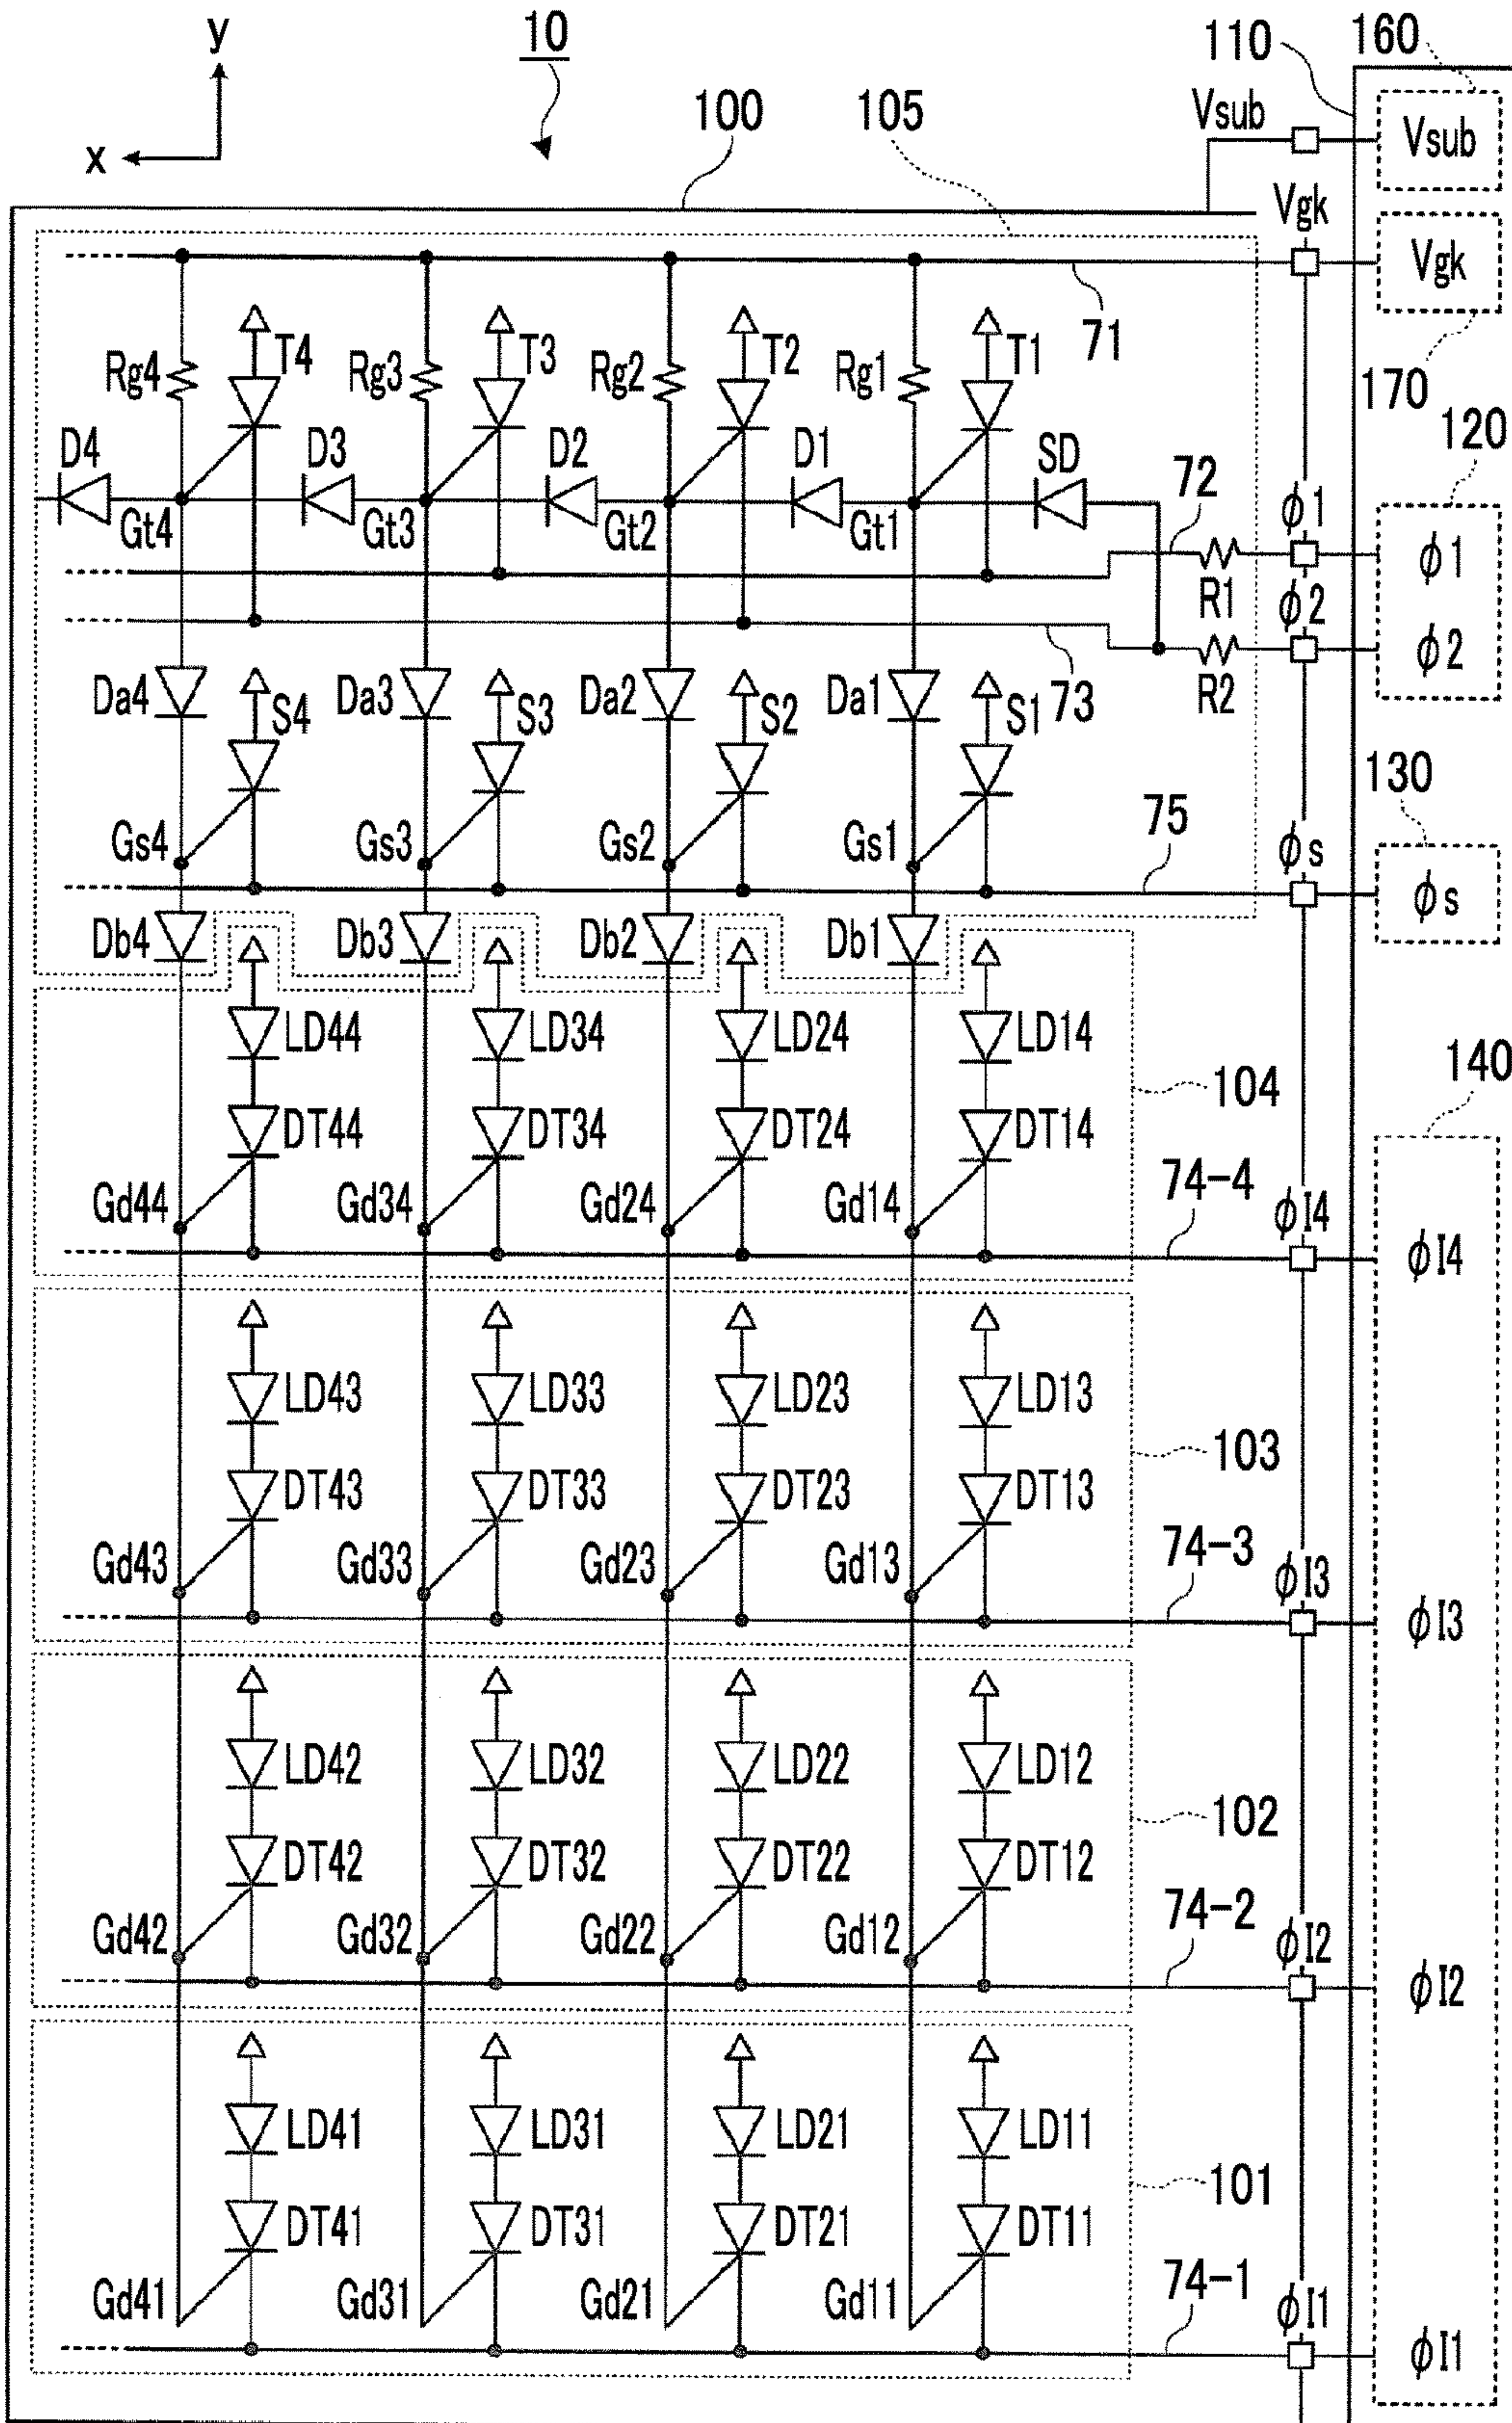 y
x
10
100
105
110
160
Vsub
Vsub
Vgk
Vgk
71
170
Rg4 T4 Rg3 T3 Rg2 T2 Rg1 T1
120
D4 D3 D2 D1 SD
72
ϕ1
Gt4 Gt3 Gt2 Gt1
ϕ1
R1
ϕ2
ϕ2
Da4 S4 Da3 S3 Da2 S2 Da1 S1
73
R2
130
75
Gs4 Gs3 Gs2 Gs1
ϕs
ϕs
Db4 Db3 Db2 Db1
LD44 LD34 LD24 LD14
140
104
DT44 DT34 DT24 DT14
74-4
Gd44 Gd34 Gd24 Gd14
ϕI4
ϕI4
LD43 LD33 LD23 LD13
103
DT43 DT33 DT23 DT13
74-3
Gd43 Gd33 Gd23 Gd13
ϕI3
ϕI3
LD42 LD32 LD22 LD12
102
DT42 DT32 DT22 DT12
74-2
Gd42 Gd32 Gd22 Gd12
ϕI2
ϕI2
LD41 LD31 LD21 LD11
101
DT41 DT31 DT21 DT11
74-1
Gd41 Gd31 Gd21 Gd11
ϕI1
ϕI1